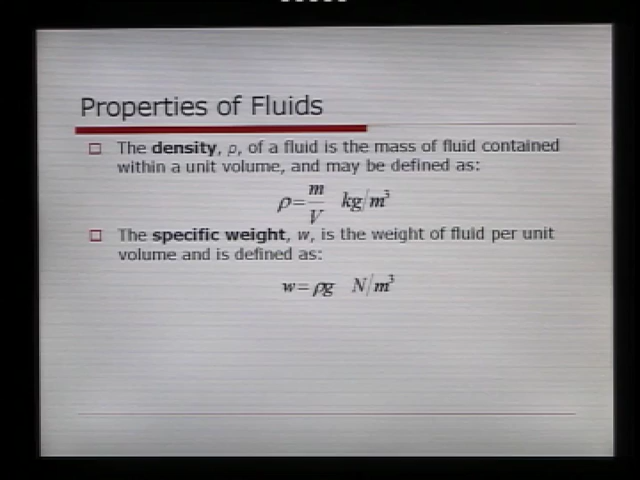 Properties of Fluids
The density, ρ, of a fluid is the mass of fluid contained
within a unit volume, and may be defined as:
ρ=m/V kg/m³
The specific weight, w, is the weight of fluid per unit
volume and is defined as:
w=ρg N/m³